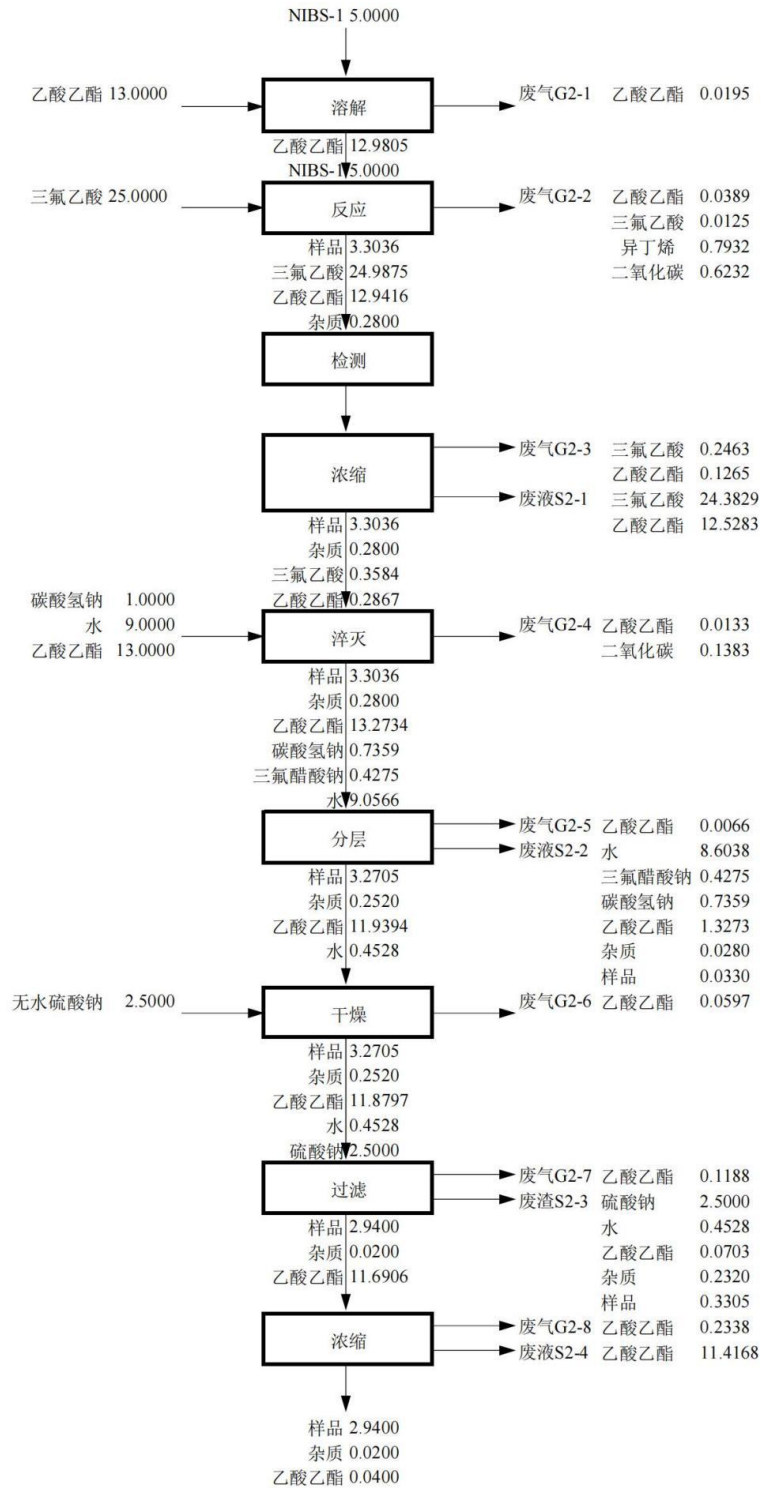 NIBS-1 5.0000
乙酸乙酯 13.0000
溶解
废气G2-1 乙酸乙酯 0.0195
乙酸乙酯 12.9805
NIBS-1 5.0000
三氟乙酸 25.0000
反应
废气G2-2 乙酸乙酯 0.0389
三氟乙酸 0.0125
异丁烯 0.7932
二氧化碳 0.6232
样品 3.3036
三氟乙酸 24.9875
乙酸乙酯 12.9416
杂质 0.2800
检测
浓缩
废气G2-3 三氟乙酸 0.2463
乙酸乙酯 0.1265
废液S2-1 三氟乙酸 24.3829
乙酸乙酯 12.5283
样品 3.3036
杂质 0.2800
三氟乙酸 0.3584
乙酸乙酯 0.2867
碳酸氢钠 1.0000
水 9.0000
乙酸乙酯 13.0000
淬灭
废气G2-4 乙酸乙酯 0.0133
二氧化碳 0.1383
样品 3.3036
杂质 0.2800
乙酸乙酯 13.2734
碳酸氢钠 0.7359
三氟醋酸钠 0.4275
水 9.0566
分层
废气G2-5 乙酸乙酯 0.0066
废液S2-2 水 8.6038
三氟醋酸钠 0.4275
碳酸氢钠 0.7359
乙酸乙酯 1.3273
杂质 0.0280
样品 0.0330
样品 3.2705
杂质 0.2520
乙酸乙酯 11.9394
水 0.4528
无水硫酸钠 2.5000
干燥
废气G2-6 乙酸乙酯 0.0597
样品 3.2705
杂质 0.2520
乙酸乙酯 11.8797
水 0.4528
硫酸钠 2.5000
过滤
废气G2-7 乙酸乙酯 0.1188
废渣S2-3 硫酸钠 2.5000
水 0.4528
乙酸乙酯 0.0703
杂质 0.2320
样品 0.3305
样品 2.9400
杂质 0.0200
乙酸乙酯 11.6906
浓缩
废气G2-8 乙酸乙酯 0.2338
废液S2-4 乙酸乙酯 11.4168
样品 2.9400
杂质 0.0200
乙酸乙酯 0.0400